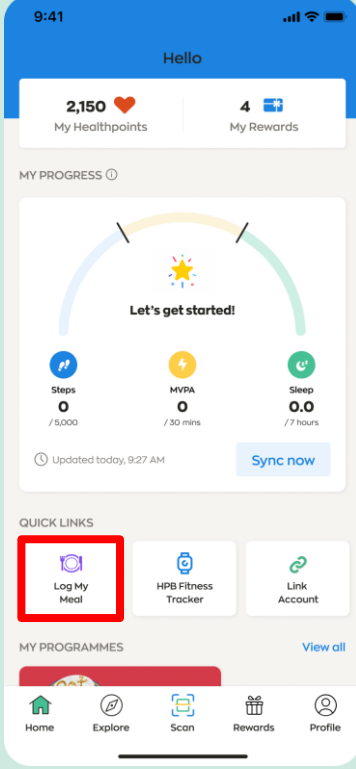 9:41
Hello
2,150
4
My Healthpoints
My Rewards
MY PROGRESS
Let's get started!
Steps
MVPA
Sleep
0
0
0.0
/ 5,000
/ 30 mins
/ 7 hours
Updated today, 9:27 AM
Sync now
QUICK LINKS
Log My
Meal
HPB Fitness
Tracker
Link
Account
MY PROGRAMMES
View all
Home
Explore
Scan
Rewards
Profile